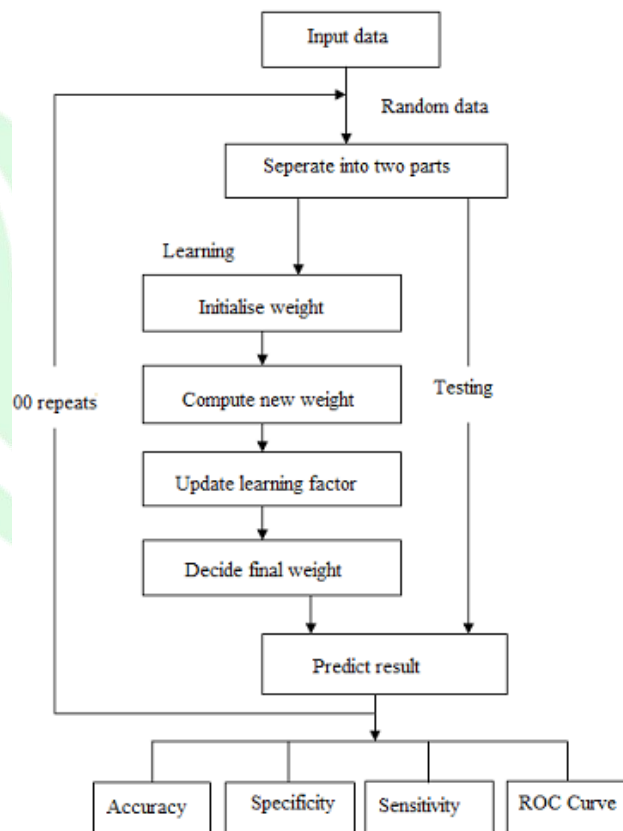 Input data
Random data
Seperate into two parts
Learning
Initialise weight
00 repeats
Testing
Compute new weight
Update learning factor
Decide final weight
Predict result
Accuracy
Specificity
Sensitivity
ROC Curve